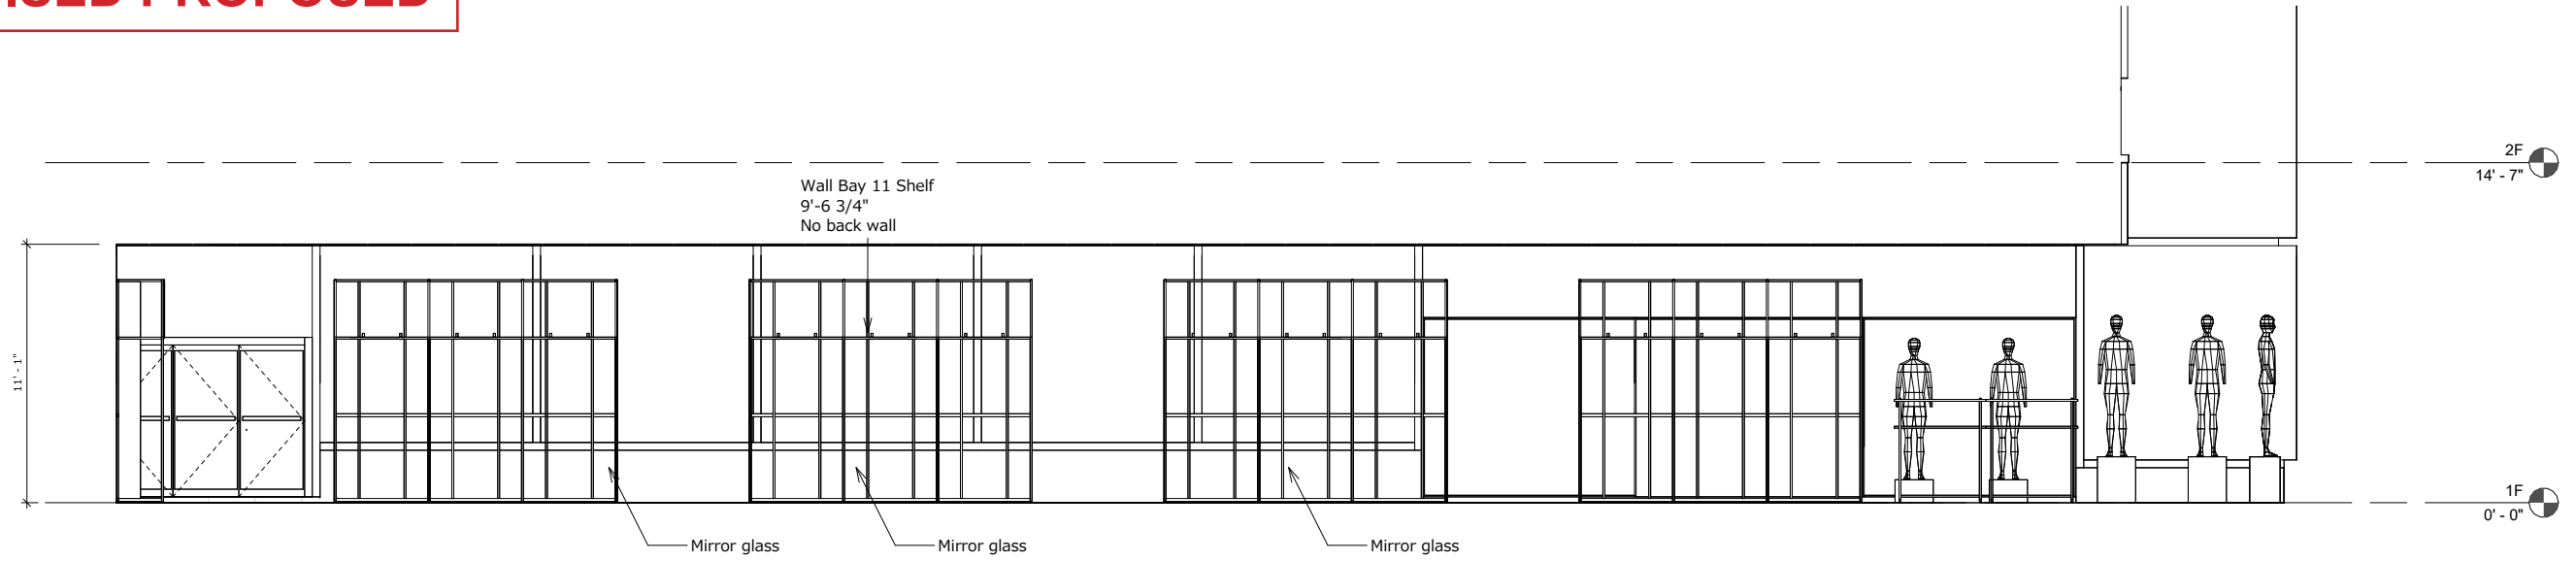 PROPOSED
2F
14' - 7"
Wall Bay 11 Shelf
9'-6 3/4"
No back wall
11' - 1"
1F
0' - 0"
Mirror glass
Mirror glass
Mirror glass